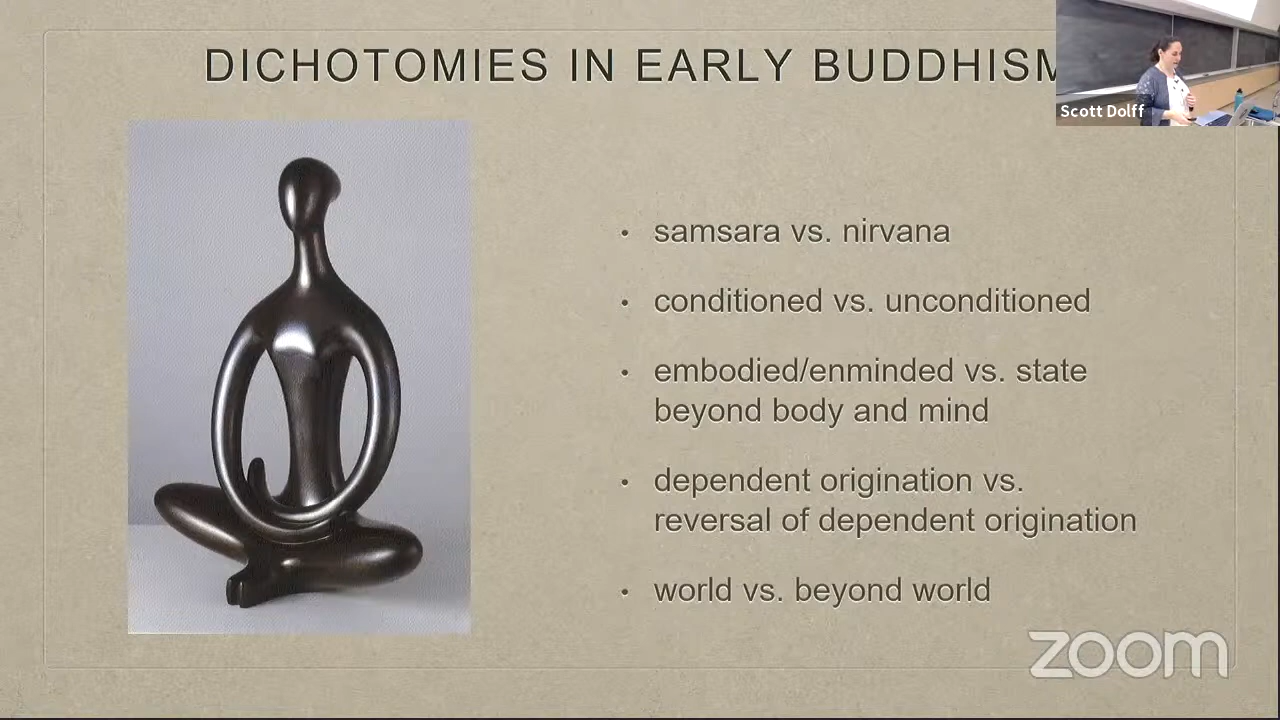 DICHOTOMIES IN EARLY BUDDHISM
Scott Dolff
• samsara vs. nirvana
• conditioned vs. unconditioned
• embodied/enminded vs. state
beyond body and mind
• dependent origination vs.
reversal of dependent origination
• world vs. beyond world
zoom